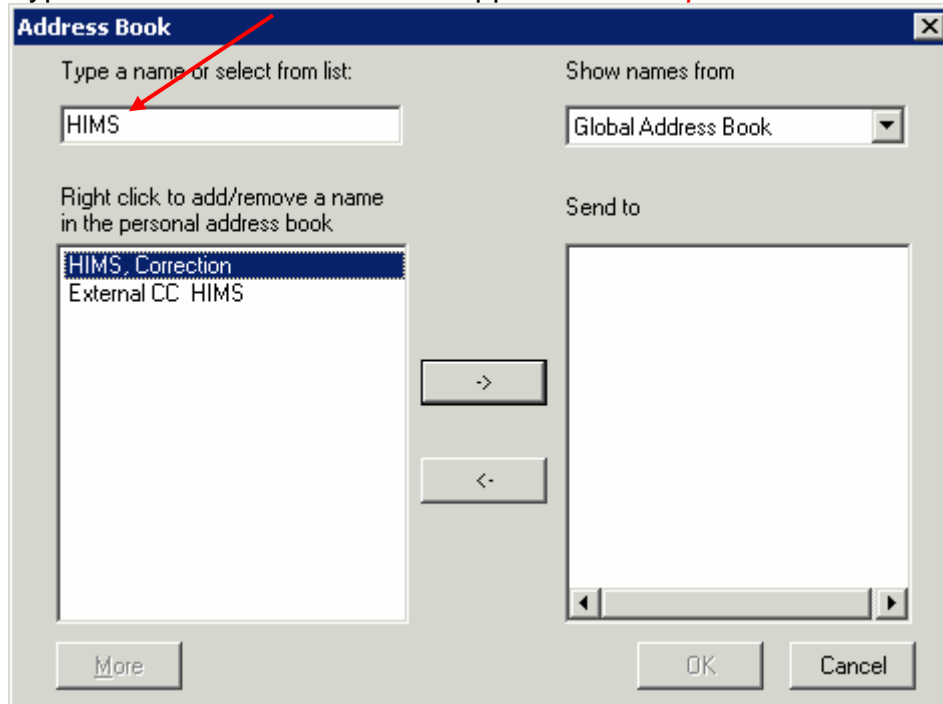 Address Book
Type a name or select from list:
Show names from
HIMS
Global Address Book
Right click to add/remove a name
in the personal address book
Send to
HIMS, Correction
External CC HIMS
->
<-
More
OK
Cancel